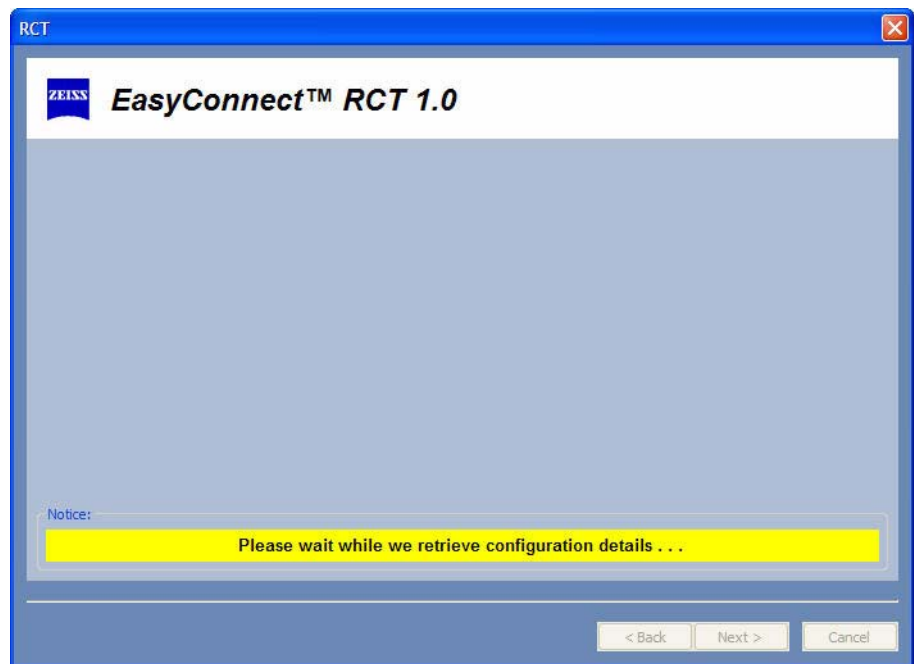 RCT
ZEISS EasyConnect™ RCT 1.0
Notice:
Please wait while we retrieve configuration details . . .
< Back Next > Cancel